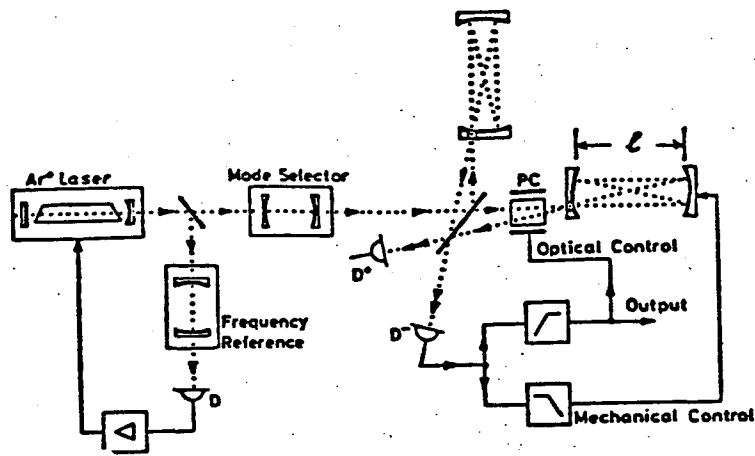 Ar⁺ Laser
Mode Selector
PC
ℓ
D⁺
Optical Control
Output
D⁻
Frequency
Reference
D
Mechanical Control